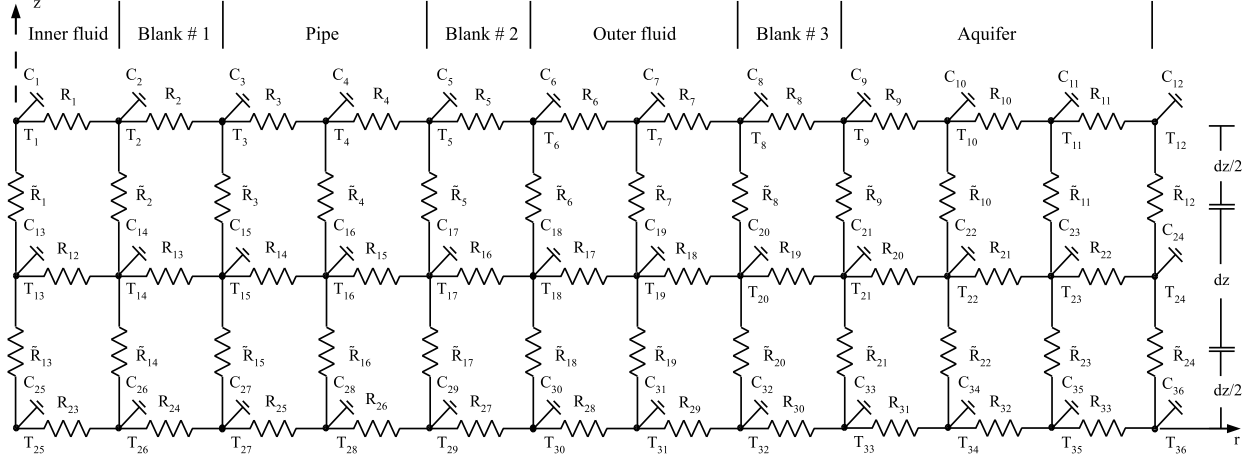 z
Inner fluid Blank # 1 Pipe Blank # 2 Outer fluid Blank # 3 Aquifer
C1 C2 C3 C4 C5 C6 C7 C8 C9 C10 C11 C12
R1 R2 R3 R4 R5 R6 R7 R8 R9 R10 R11
T1 T2 T3 T4 T5 T6 T7 T8 T9 T10 T11 T12
dz/2
R̃1 R̃2 R̃3 R̃4 R̃5 R̃6 R̃7 R̃8 R̃9 R̃10 R̃11 R̃12
C13 C14 C15 C16 C17 C18 C19 C20 C21 C22 C23 C24
R12 R13 R14 R15 R16 R17 R18 R19 R20 R21 R22
dz
T13 T14 T15 T16 T17 T18 T19 T20 T21 T22 T23 T24
R̃13 R̃14 R̃15 R̃16 R̃17 R̃18 R̃19 R̃20 R̃21 R̃22 R̃23 R̃24
C25 C26 C27 C28 C29 C30 C31 C32 C33 C34 C35 C36
dz/2
R23 R24 R25 R26 R27 R28 R29 R30 R31 R32 R33
T25 T26 T27 T28 T29 T30 T31 T32 T33 T34 T35 T36
r